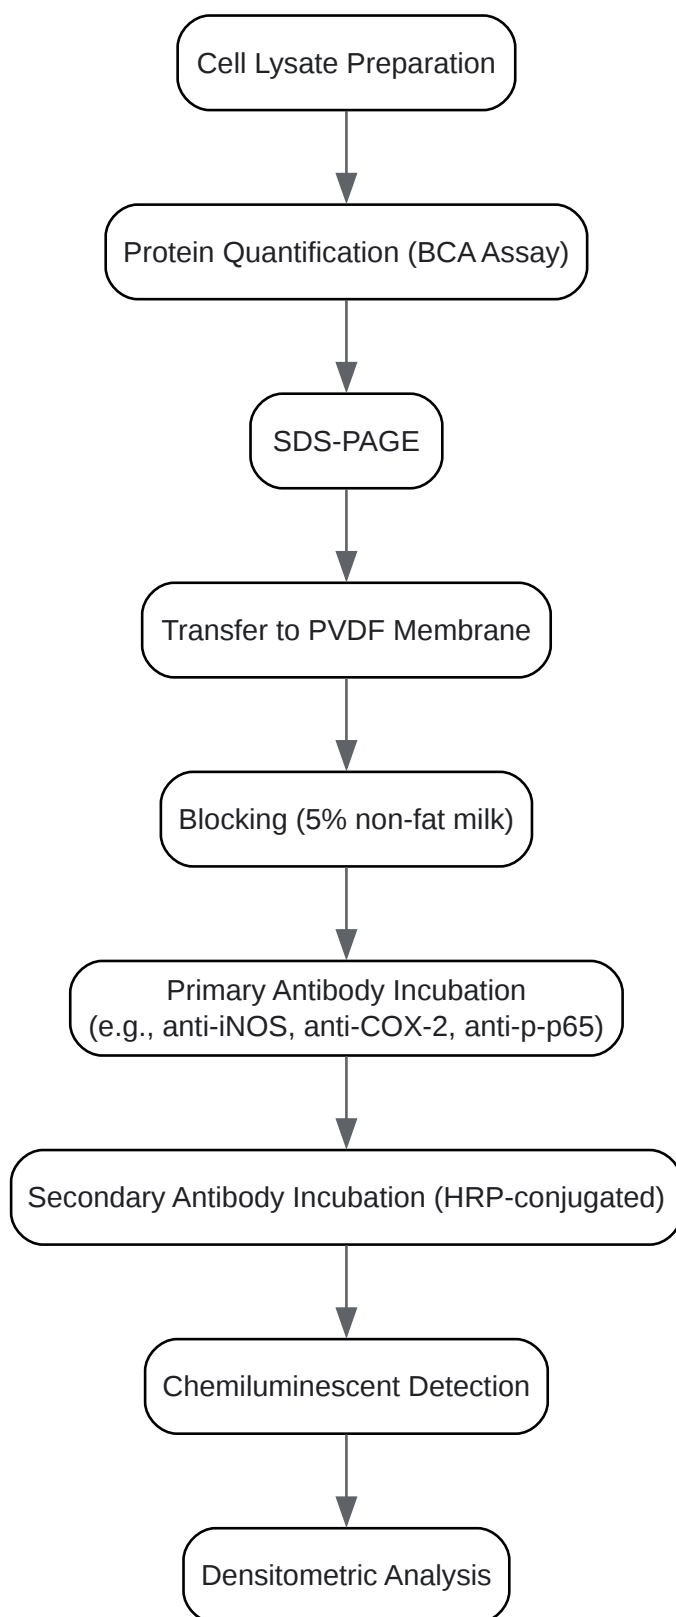 Cell Lysate Preparation
Protein Quantification (BCA Assay)
SDS-PAGE
Transfer to PVDF Membrane
Blocking (5% non-fat milk)
Primary Antibody Incubation
(e.g., anti-iNOS, anti-COX-2, anti-p-p65)
Secondary Antibody Incubation (HRP-conjugated)
Chemiluminescent Detection
Densitometric Analysis